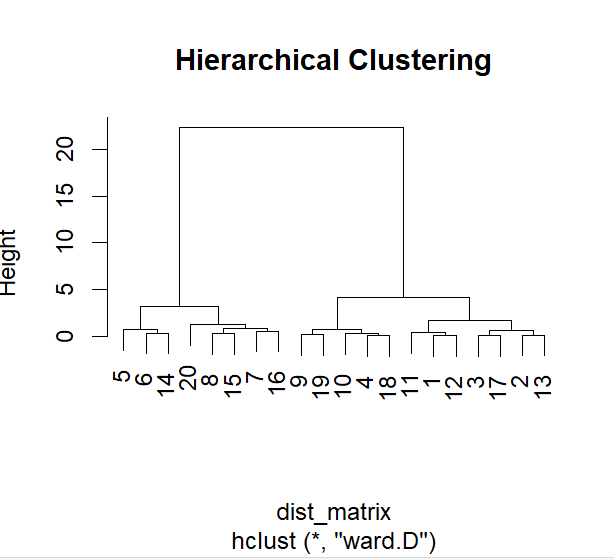 Hierarchical Clustering
Height
20
15
10
5
0
5 6 14 20 8 15 7 16 9 19 10 4 18 11 1 12 3 17 2 13
dist_matrix
hclust (*, "ward.D")